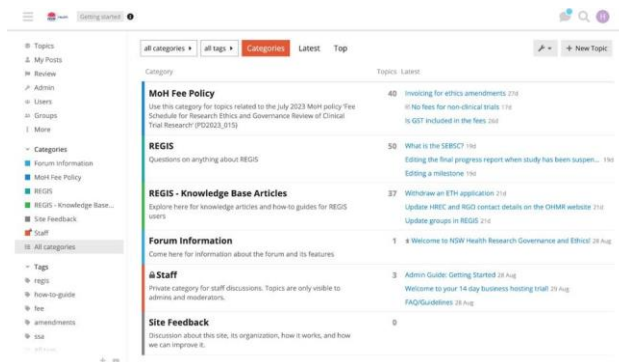 Getting started
H
Topics
My Posts
Review
Admin
Users
Groups
More
Categories
Forum Information
MoH Fee Policy
REGIS
REGIS - Knowledge Base...
Site Feedback
Staff
All categories
Tags
regis
how-to-guide
fee
amendments
ssa
all categories
all tags
Categories
Latest
Top
+ New Topic
Category
Topics Latest
MoH Fee Policy
Use this category for topics related to the July 2023 MoH policy 'Fee
Schedule for Research Ethics and Governance Review of Clinical
Trial Research' (PD2023_015)
40
Invoicing for ethics amendments 27d
No fees for non-clinical trials 17d
Is GST included in the fees 26d
REGIS
Questions on anything about REGIS
50
What is the SEBSC? 19d
Editing the final progress report when study has been suspen... 19d
Editing a milestone 19d
REGIS - Knowledge Base Articles
Explore here for knowledge articles and how-to guides for REGIS
users
37
Withdraw an ETH application 21d
Update HREC and RGO contact details on the OHMR website 21d
Update groups in REGIS 21d
Forum Information
Come here for information about the forum and its features
1
Welcome to NSW Health Research Governance and Ethics! 28 Aug
Staff
Private category for staff discussions. Topics are only visible to
admins and moderators.
3
Admin Guide: Getting Started 28 Aug
Welcome to your 14 day business hosting trial! 29 Aug
FAQ/Guidelines 28 Aug
Site Feedback
Discussion about this site, its organization, how it works, and how
we can improve it.
0